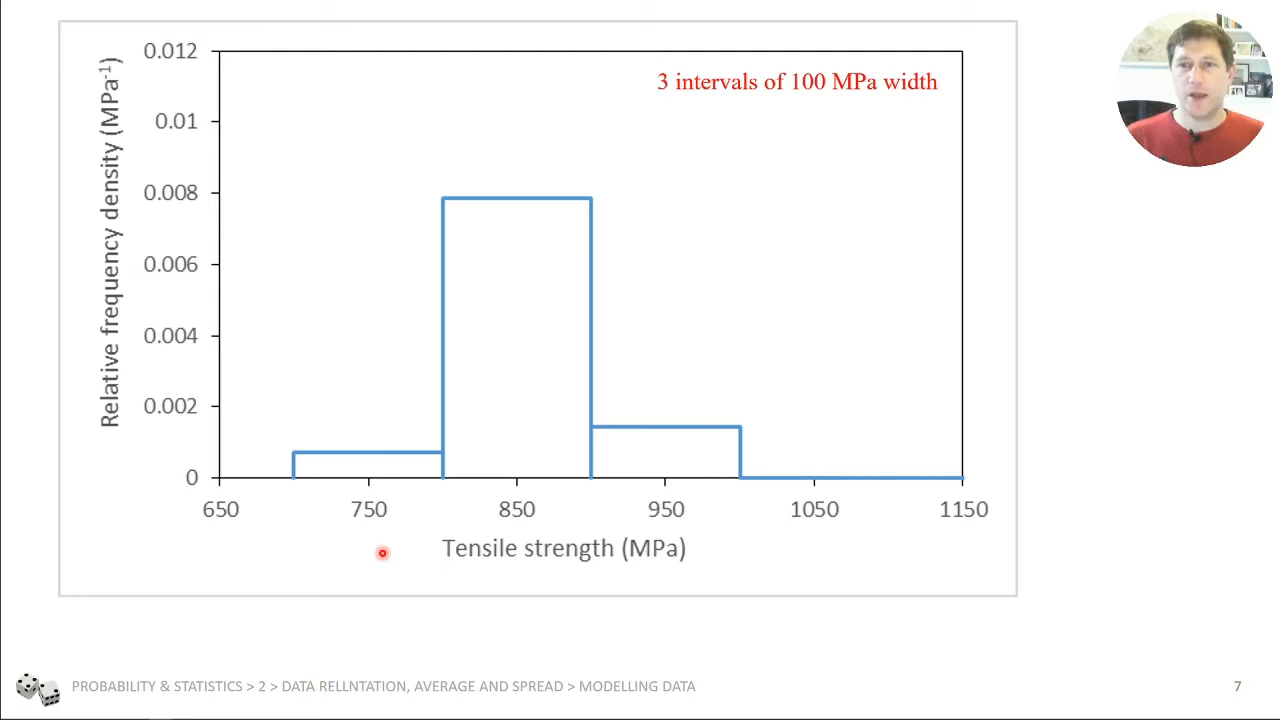 0.012
0.01
0.008
0.006
0.004
0.002
0
Relative frequency density (MPa-1)
3 intervals of 100 MPa width
650 750 850 950 1050 1150
Tensile strength (MPa)
PROBABILITY & STATISTICS > 2 > DATA RELLNTATION, AVERAGE AND SPREAD > MODELLING DATA
7